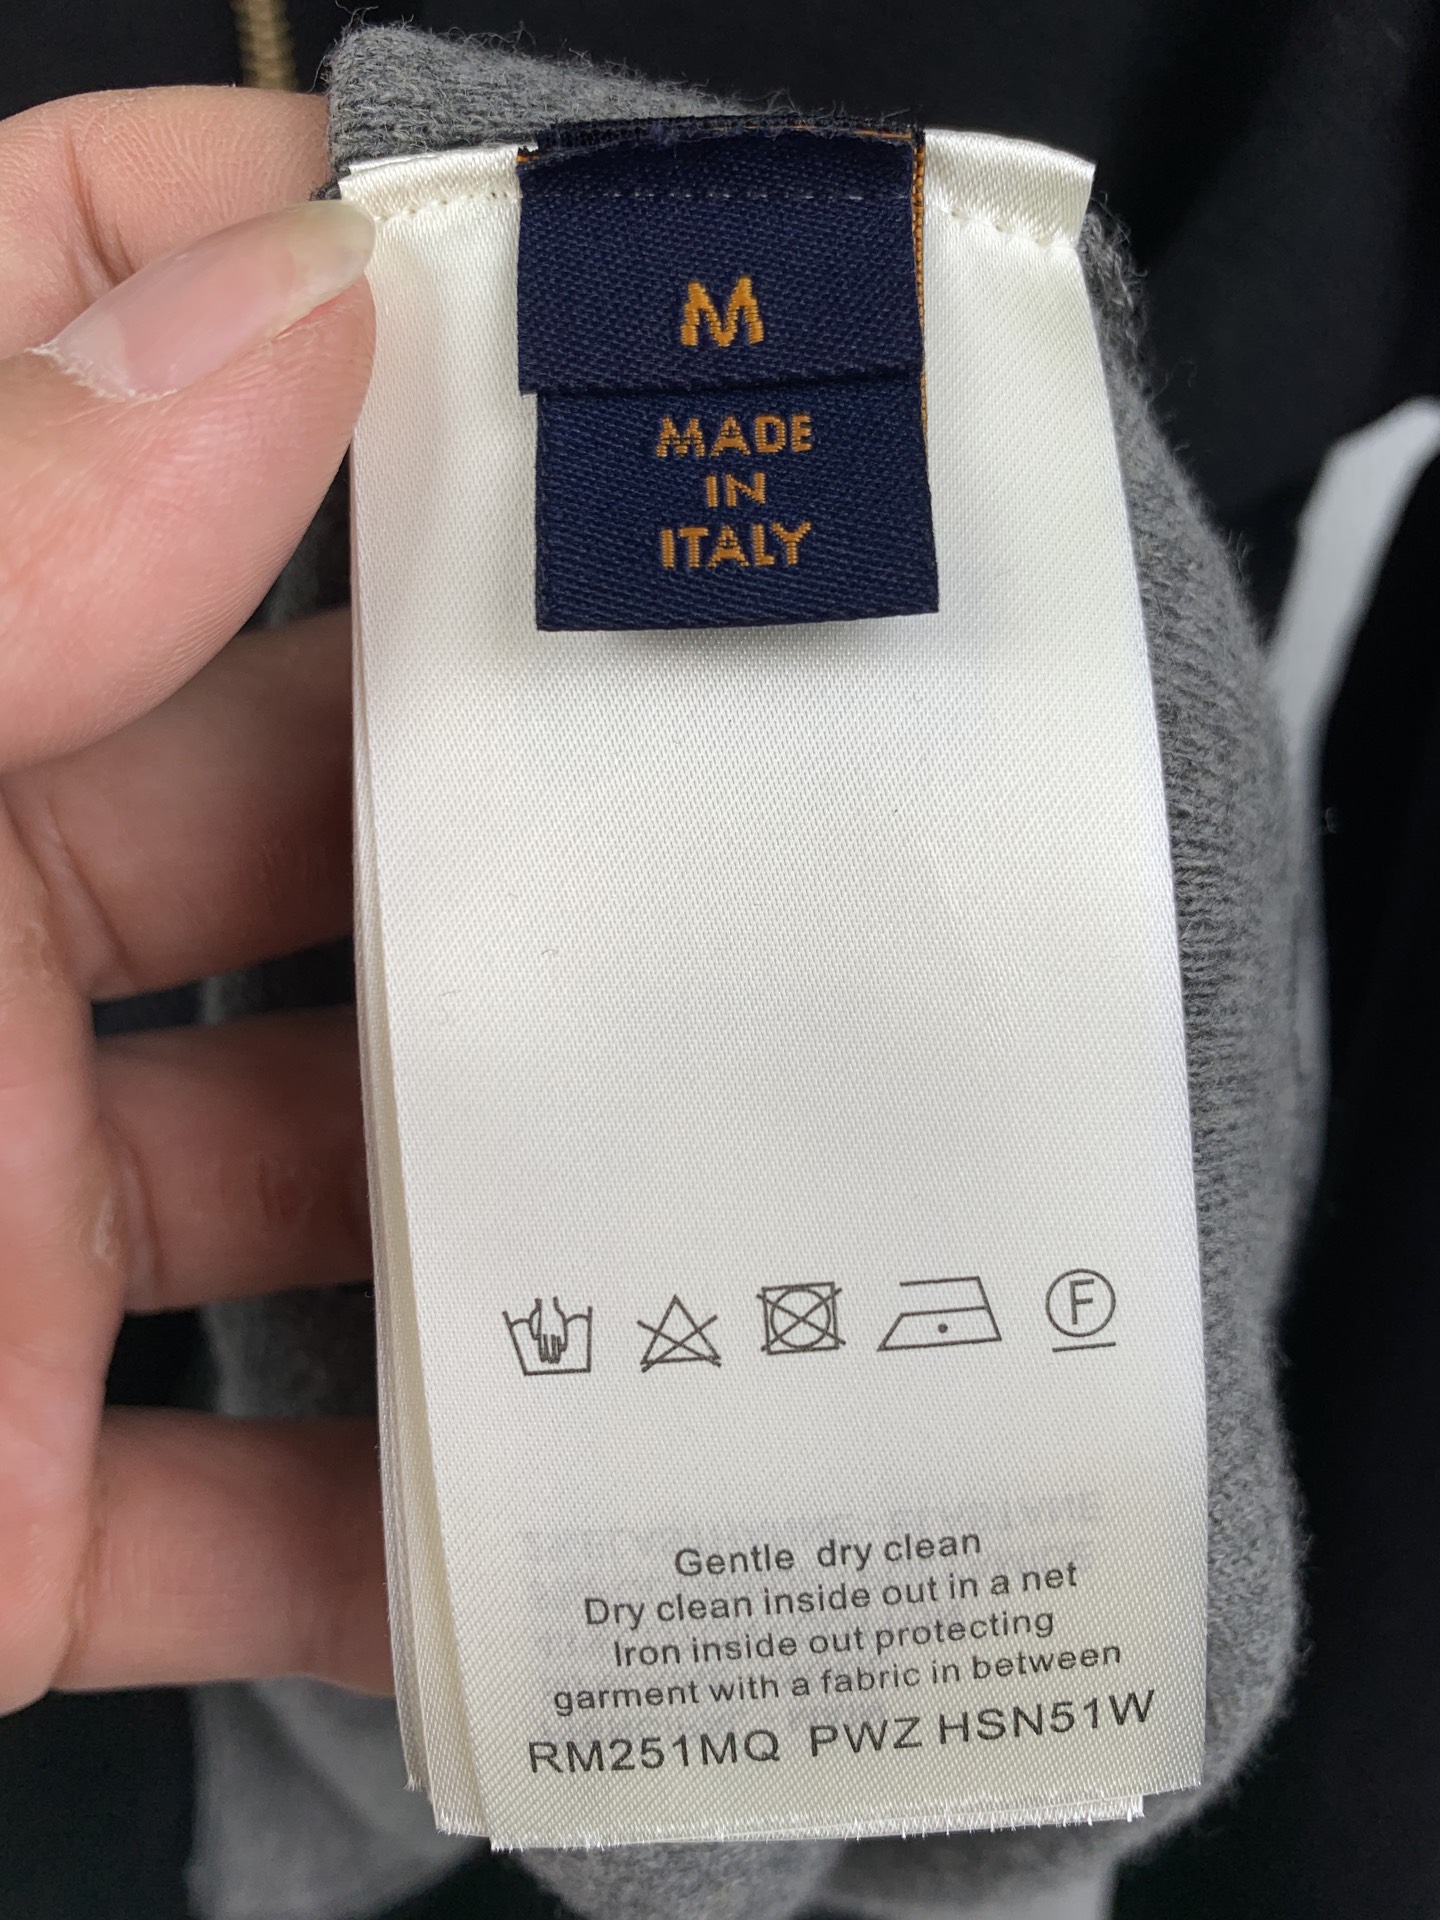 M
MADE
IN
ITALY
F
Gentle dry clean
Dry clean inside out in a net
Iron inside out protecting
garment with a fabric in between
RM251MQ PWZ HSN51W